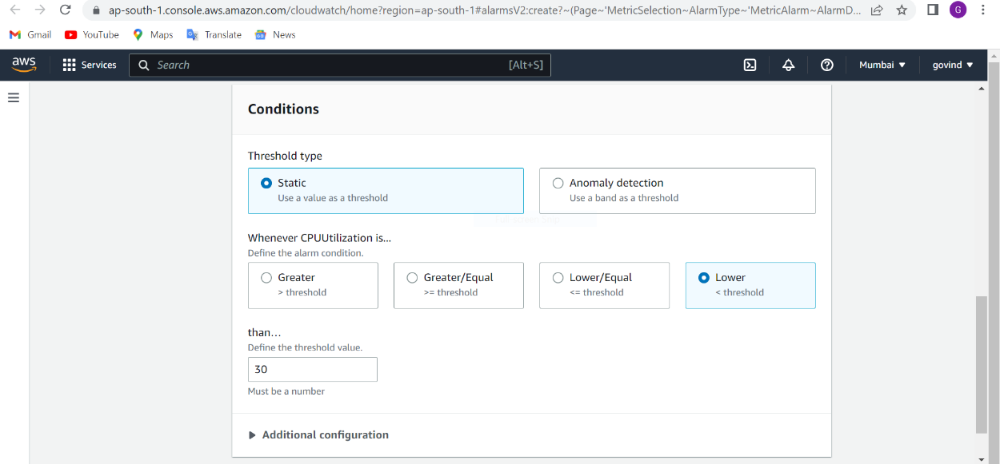 ap-south-1.console.aws.amazon.com/cloudwatch/home?region=ap-south-1#alarmsV2:create?~(Page~'MetricSelection~AlarmType~'MetricAlarm~AlarmD...
G
Gmail YouTube Maps Translate News
aws Services Search [Alt+S] Mumbai govind
Conditions
Threshold type
Static Anomaly detection
Use a value as a threshold Use a band as a threshold
Whenever CPUUtilization is...
Define the alarm condition.
Greater Greater/Equal Lower/Equal Lower
> threshold >= threshold <= threshold < threshold
than...
Define the threshold value.
30
Must be a number
Additional configuration